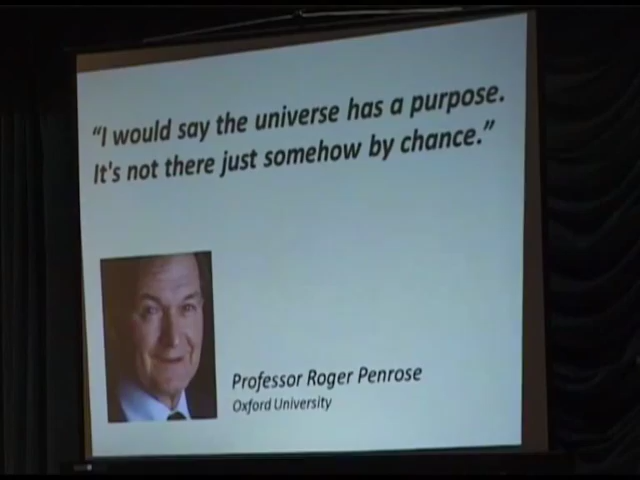 “I would say the universe has a purpose.
It's not there just somehow by chance.”
Professor Roger Penrose
Oxford University